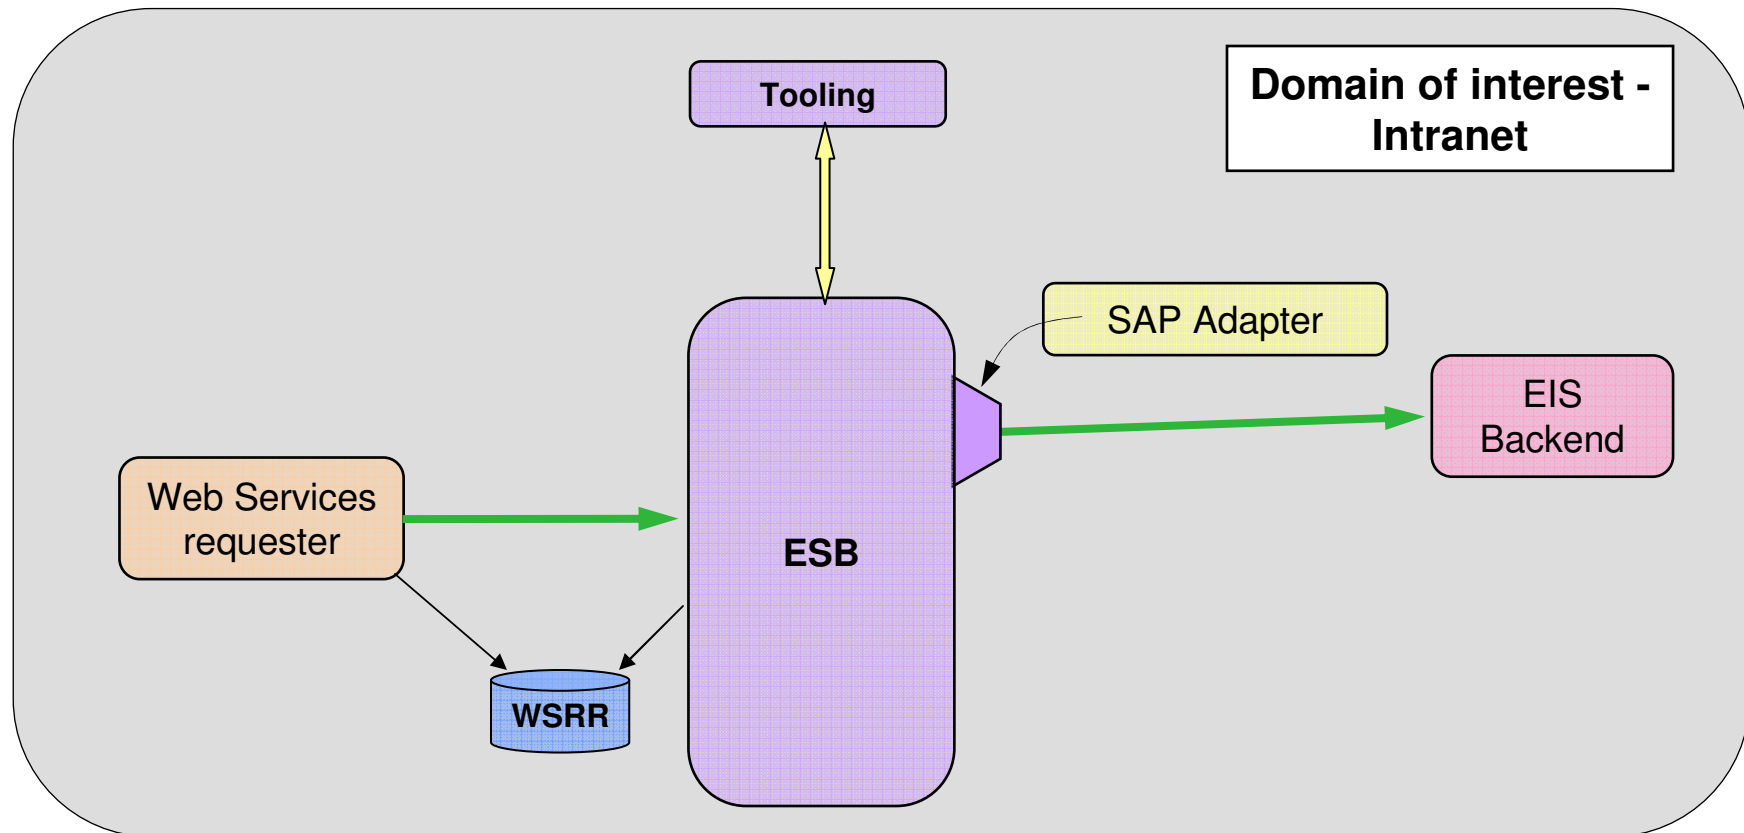 Tooling
Domain of interest -
Intranet
SAP Adapter
EIS
Backend
Web Services
requester
ESB
WSRR